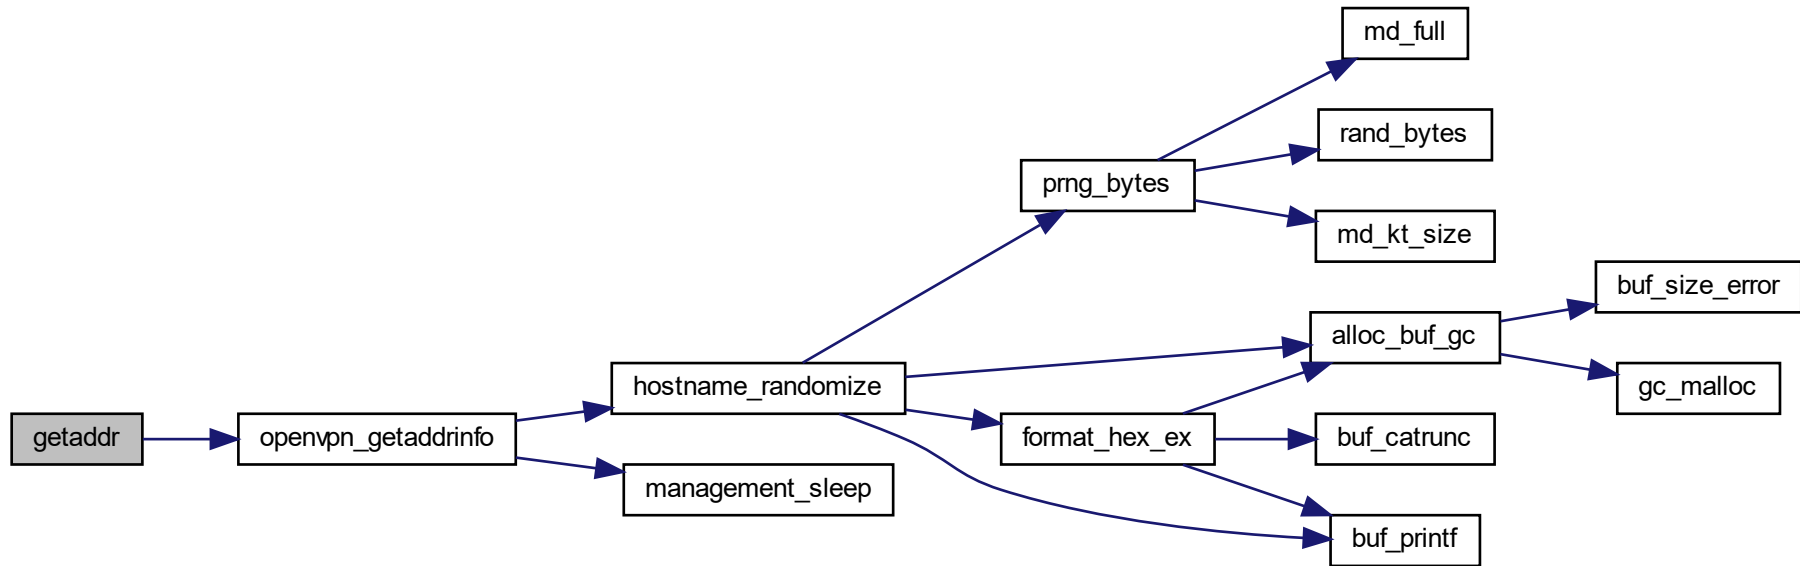 md_full
rand_bytes
prng_bytes
md_kt_size
buf_size_error
alloc_buf_gc
hostname_randomize
gc_malloc
getaddr
openvpn_getaddrinfo
format_hex_ex
buf_catrunc
management_sleep
buf_printf